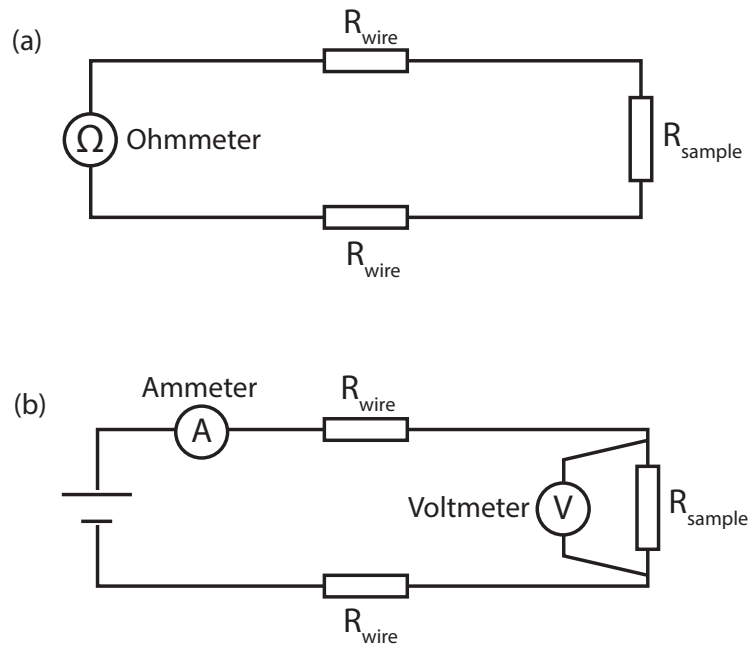 (a)
R_wire
Ω
Ohmmeter
R_sample
R_wire
(b)
Ammeter
A
R_wire
Voltmeter
V
R_sample
R_wire